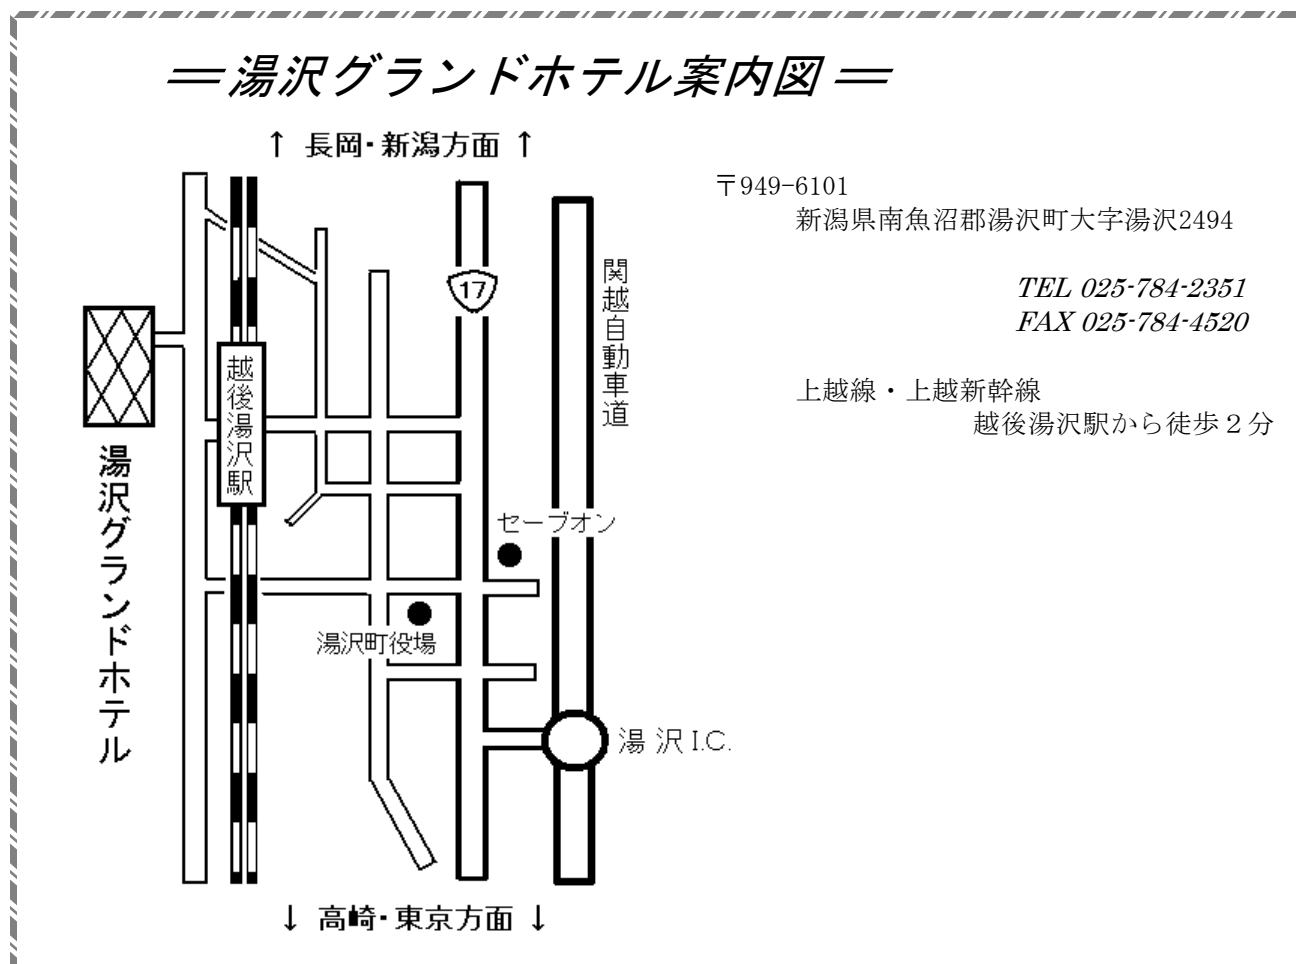 ＝湯沢グランドホテル案内図＝
↑ 長岡・新潟方面 ↑
〒949-6101
新潟県南魚沼郡湯沢町大字湯沢2494
TEL 025-784-2351
FAX 025-784-4520
上越線・上越新幹線
越後湯沢駅から徒歩２分
17
関越自動車道
越後湯沢駅
湯沢グランドホテル
セーブオン
湯沢町役場
湯沢I.C.
↓ 高崎・東京方面 ↓